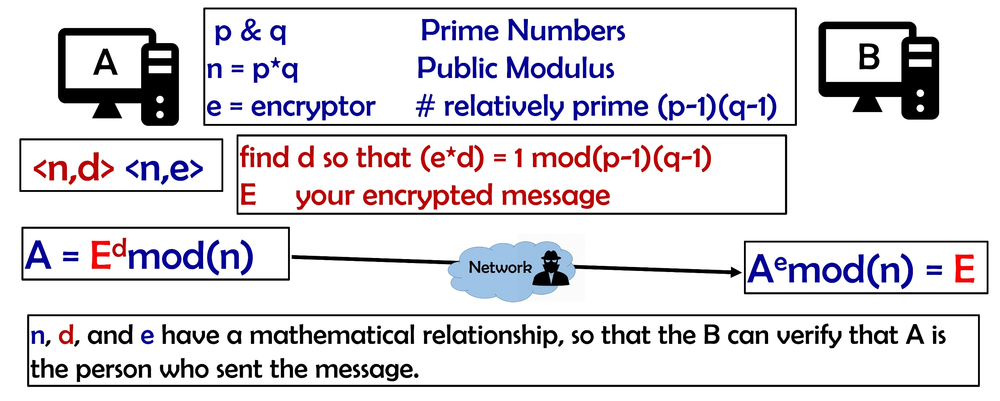 A
p & q Prime Numbers
n = p*q Public Modulus
e = encryptor # relatively prime (p-1)(q-1)
B
<n,d> <n,e>
find d so that (e*d) = 1 mod(p-1)(q-1)
E your encrypted message
A = Eᵈmod(n)
Network
Aᵉmod(n) = E
n, d, and e have a mathematical relationship, so that the B can verify that A is
the person who sent the message.